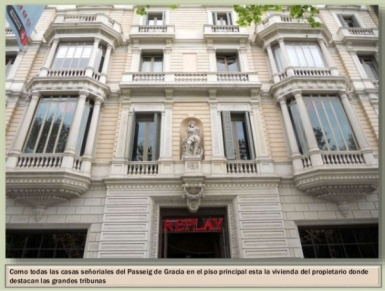 REPLAY
Como todas las casas señoriales del Passeig de Gracia en el piso principal esta la vivienda del propietario donde
destacan las grandes tribunas